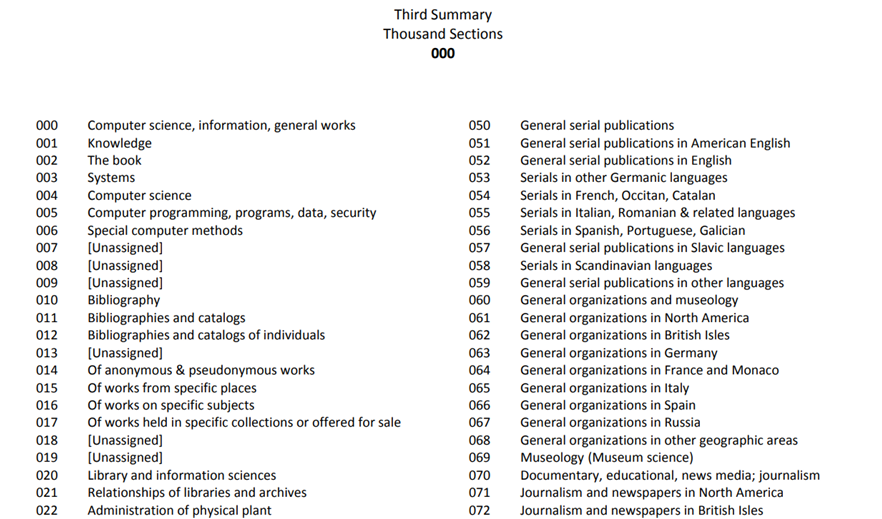 Third Summary
Thousand Sections
000
000 Computer science, information, general works
001 Knowledge
002 The book
003 Systems
004 Computer science
005 Computer programming, programs, data, security
006 Special computer methods
007 [Unassigned]
008 [Unassigned]
009 [Unassigned]
010 Bibliography
011 Bibliographies and catalogs
012 Bibliographies and catalogs of individuals
013 [Unassigned]
014 Of anonymous & pseudonymous works
015 Of works from specific places
016 Of works on specific subjects
017 Of works held in specific collections or offered for sale
018 [Unassigned]
019 [Unassigned]
020 Library and information sciences
021 Relationships of libraries and archives
022 Administration of physical plant
050 General serial publications
051 General serial publications in American English
052 General serial publications in English
053 Serials in other Germanic languages
054 Serials in French, Occitan, Catalan
055 Serials in Italian, Romanian & related languages
056 Serials in Spanish, Portuguese, Galician
057 General serial publications in Slavic languages
058 Serials in Scandinavian languages
059 General serial publications in other languages
060 General organizations and museology
061 General organizations in North America
062 General organizations in British Isles
063 General organizations in Germany
064 General organizations in France and Monaco
065 General organizations in Italy
066 General organizations in Spain
067 General organizations in Russia
068 General organizations in other geographic areas
069 Museology (Museum science)
070 Documentary, educational, news media; journalism
071 Journalism and newspapers in North America
072 Journalism and newspapers in British Isles